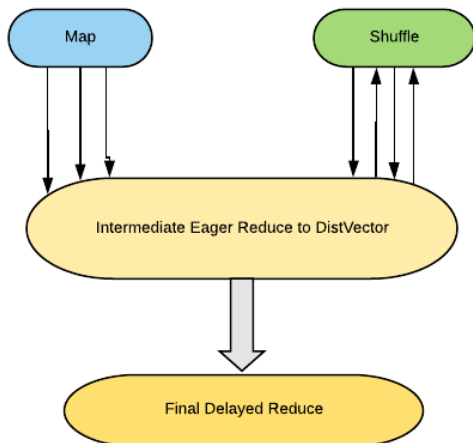 Map
Shuffle
Intermediate Eager Reduce to DistVector
Final Delayed Reduce